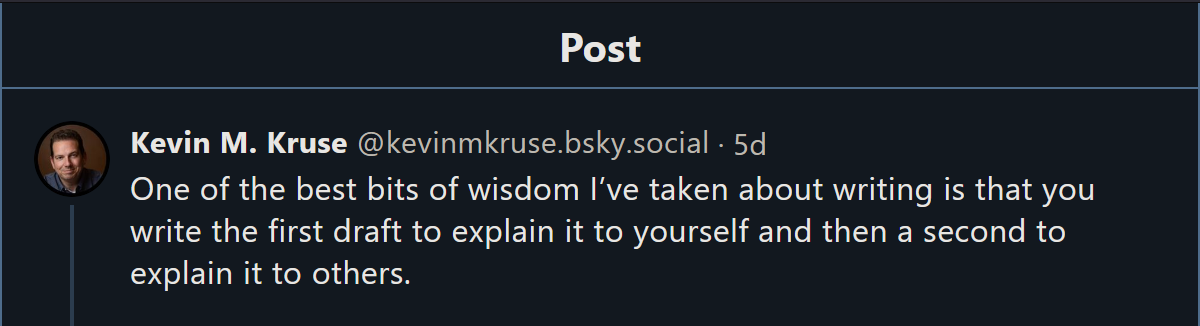 Post
Kevin M. Kruse @kevinmkruse.bsky.social · 5d
One of the best bits of wisdom I’ve taken about writing is that you
write the first draft to explain it to yourself and then a second to
explain it to others.